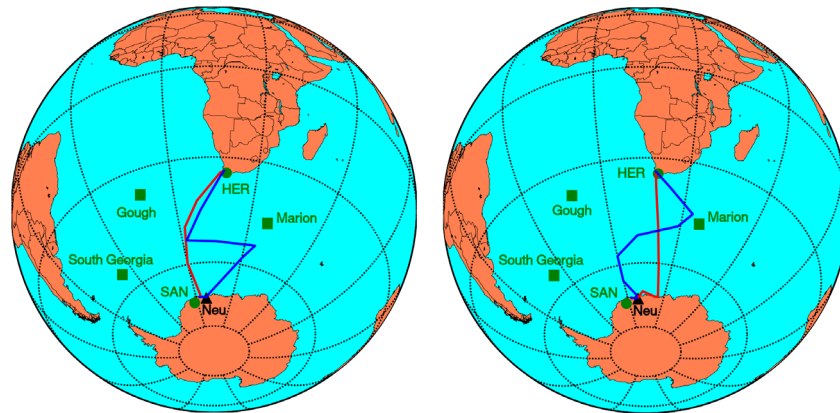 HER
Gough
Marion
South Georgia
SAN
Neu
HER
Gough
Marion
South Georgia
SAN
Neu